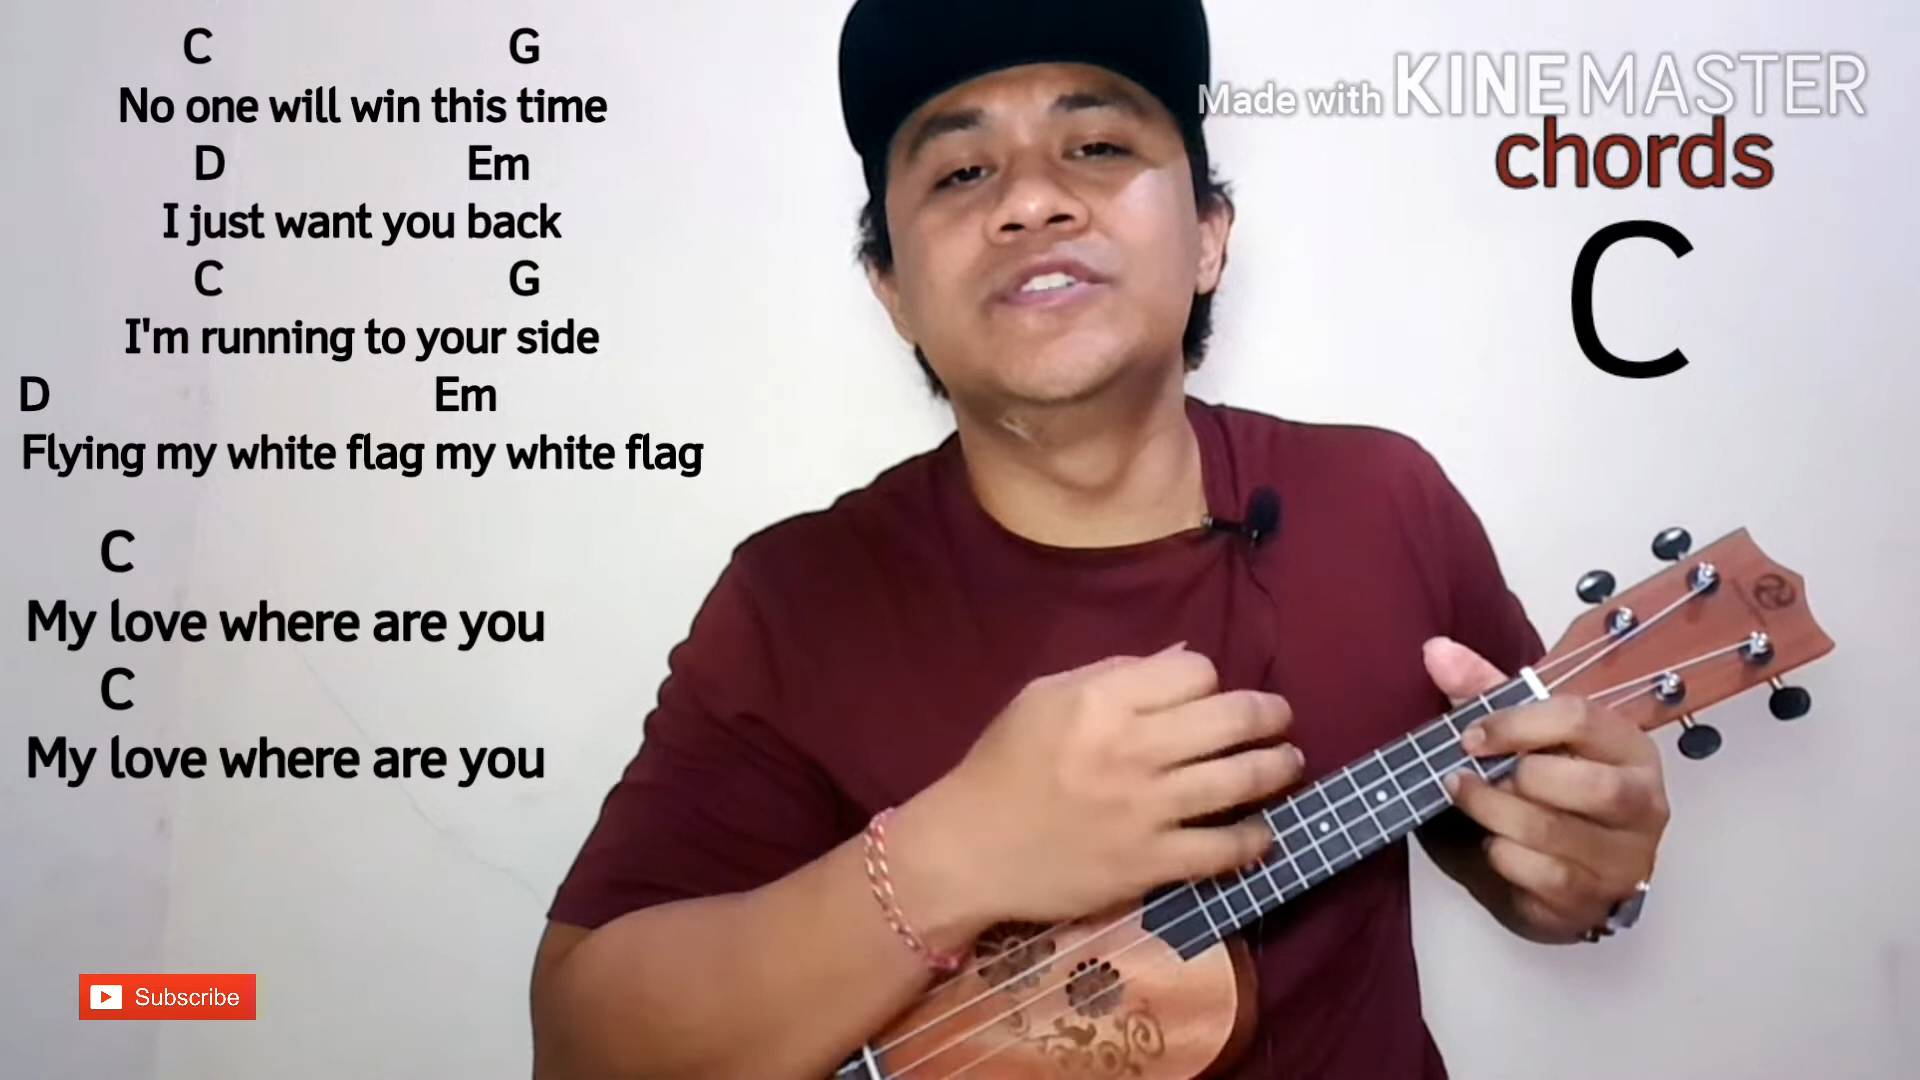 C G
No one will win this time
D Em
I just want you back
C G
I'm running to your side
D Em
Flying my white flag my white flag
C
My love where are you
C
My love where are you
Made with KINEMASTER
chords
C
Subscribe